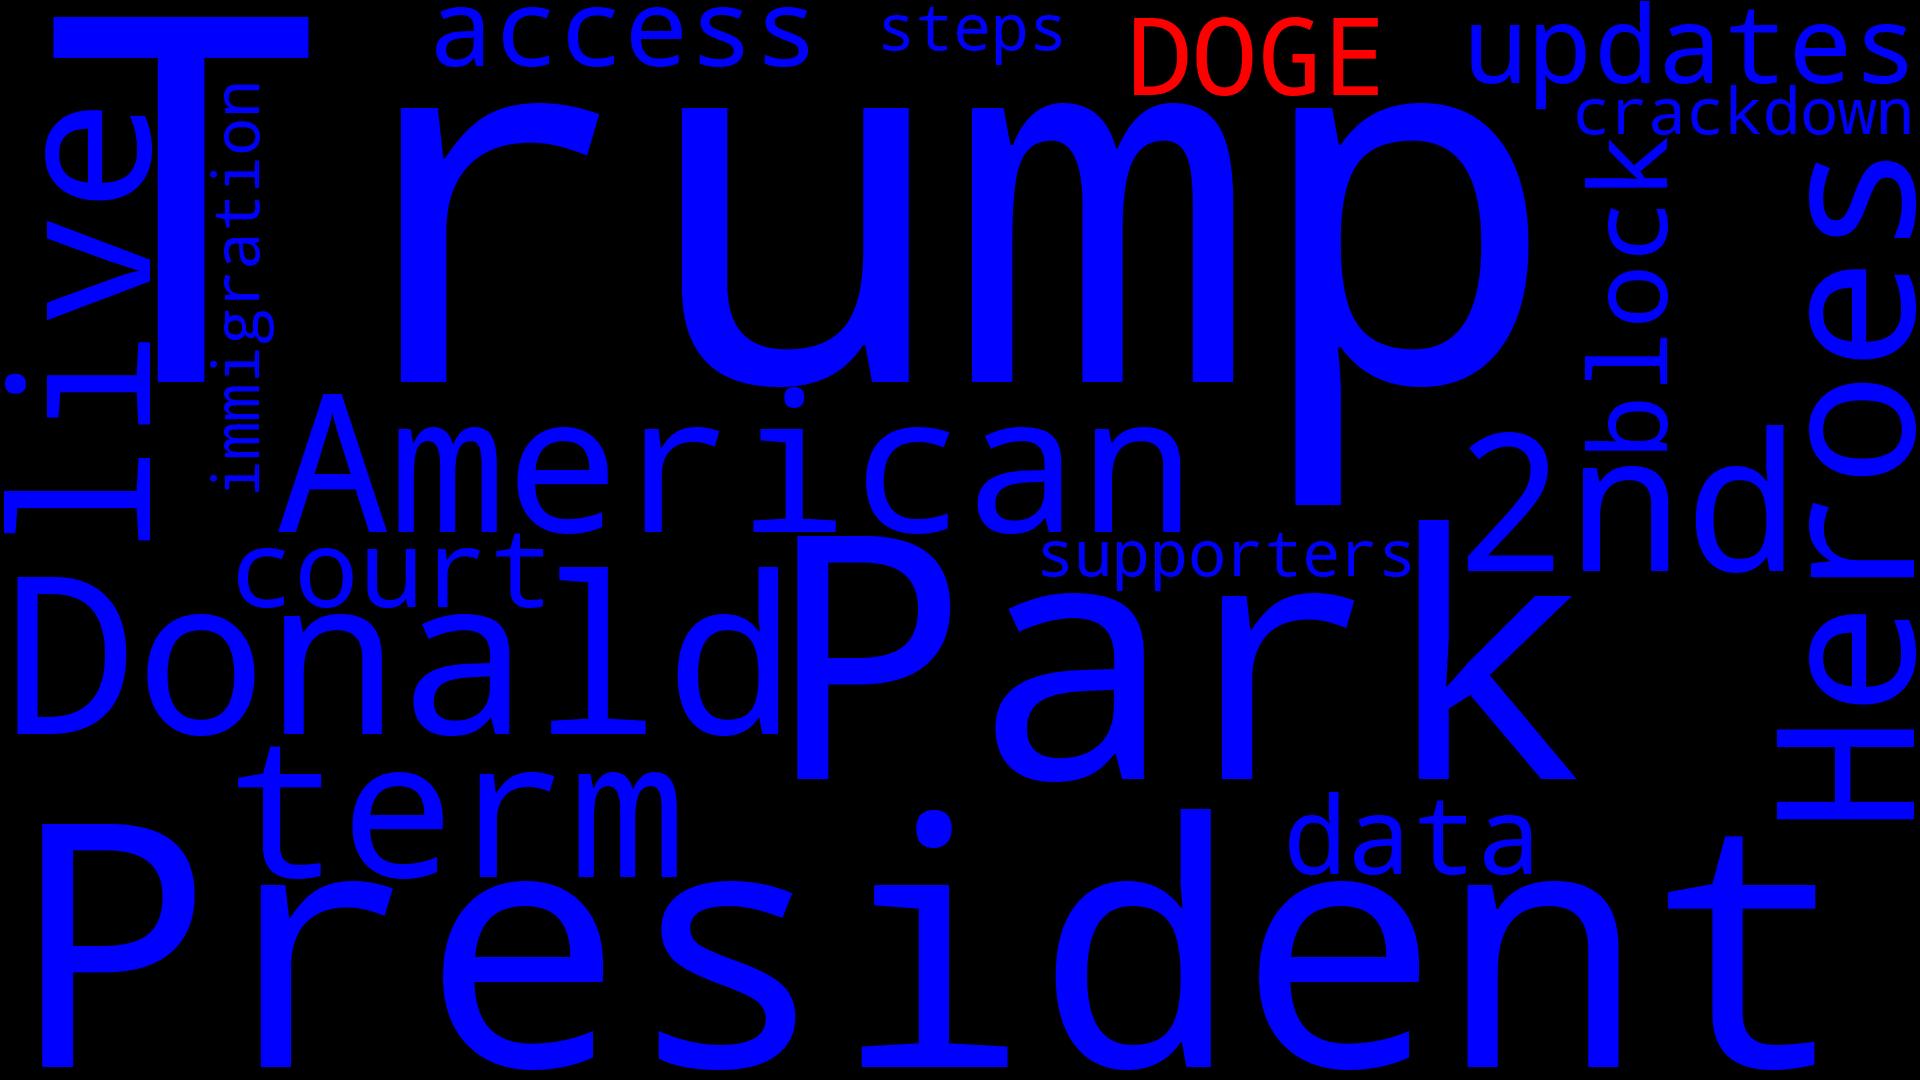 access
steps
DOGE
updates
crackdown
Trump
live
immigration
block
Heroes
American
2nd
court
supporters
Donald
Park
term
data
President